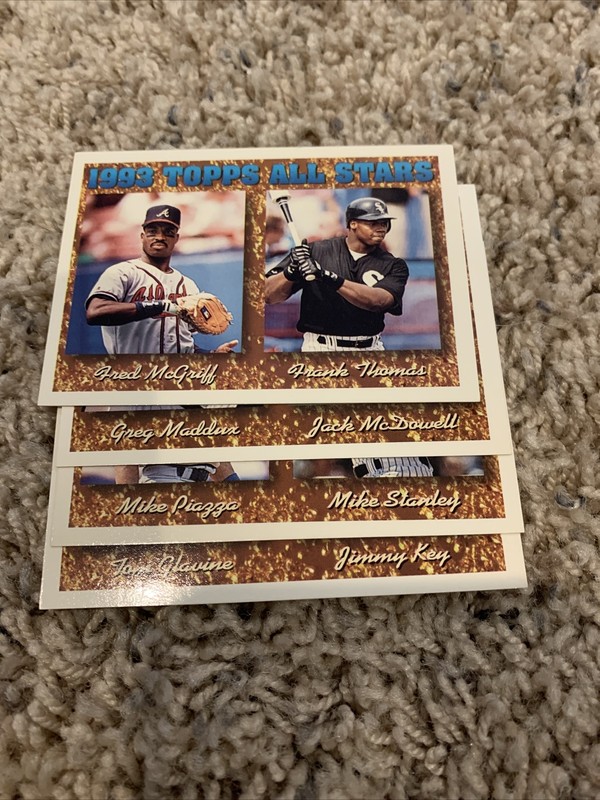 1993 TOPPS ALL STARS
Fred McGriff Frank Thomas
Greg Maddux Jack McDowell
Mike Piazza Mike Stanley
Tom Glavine Jimmy Key